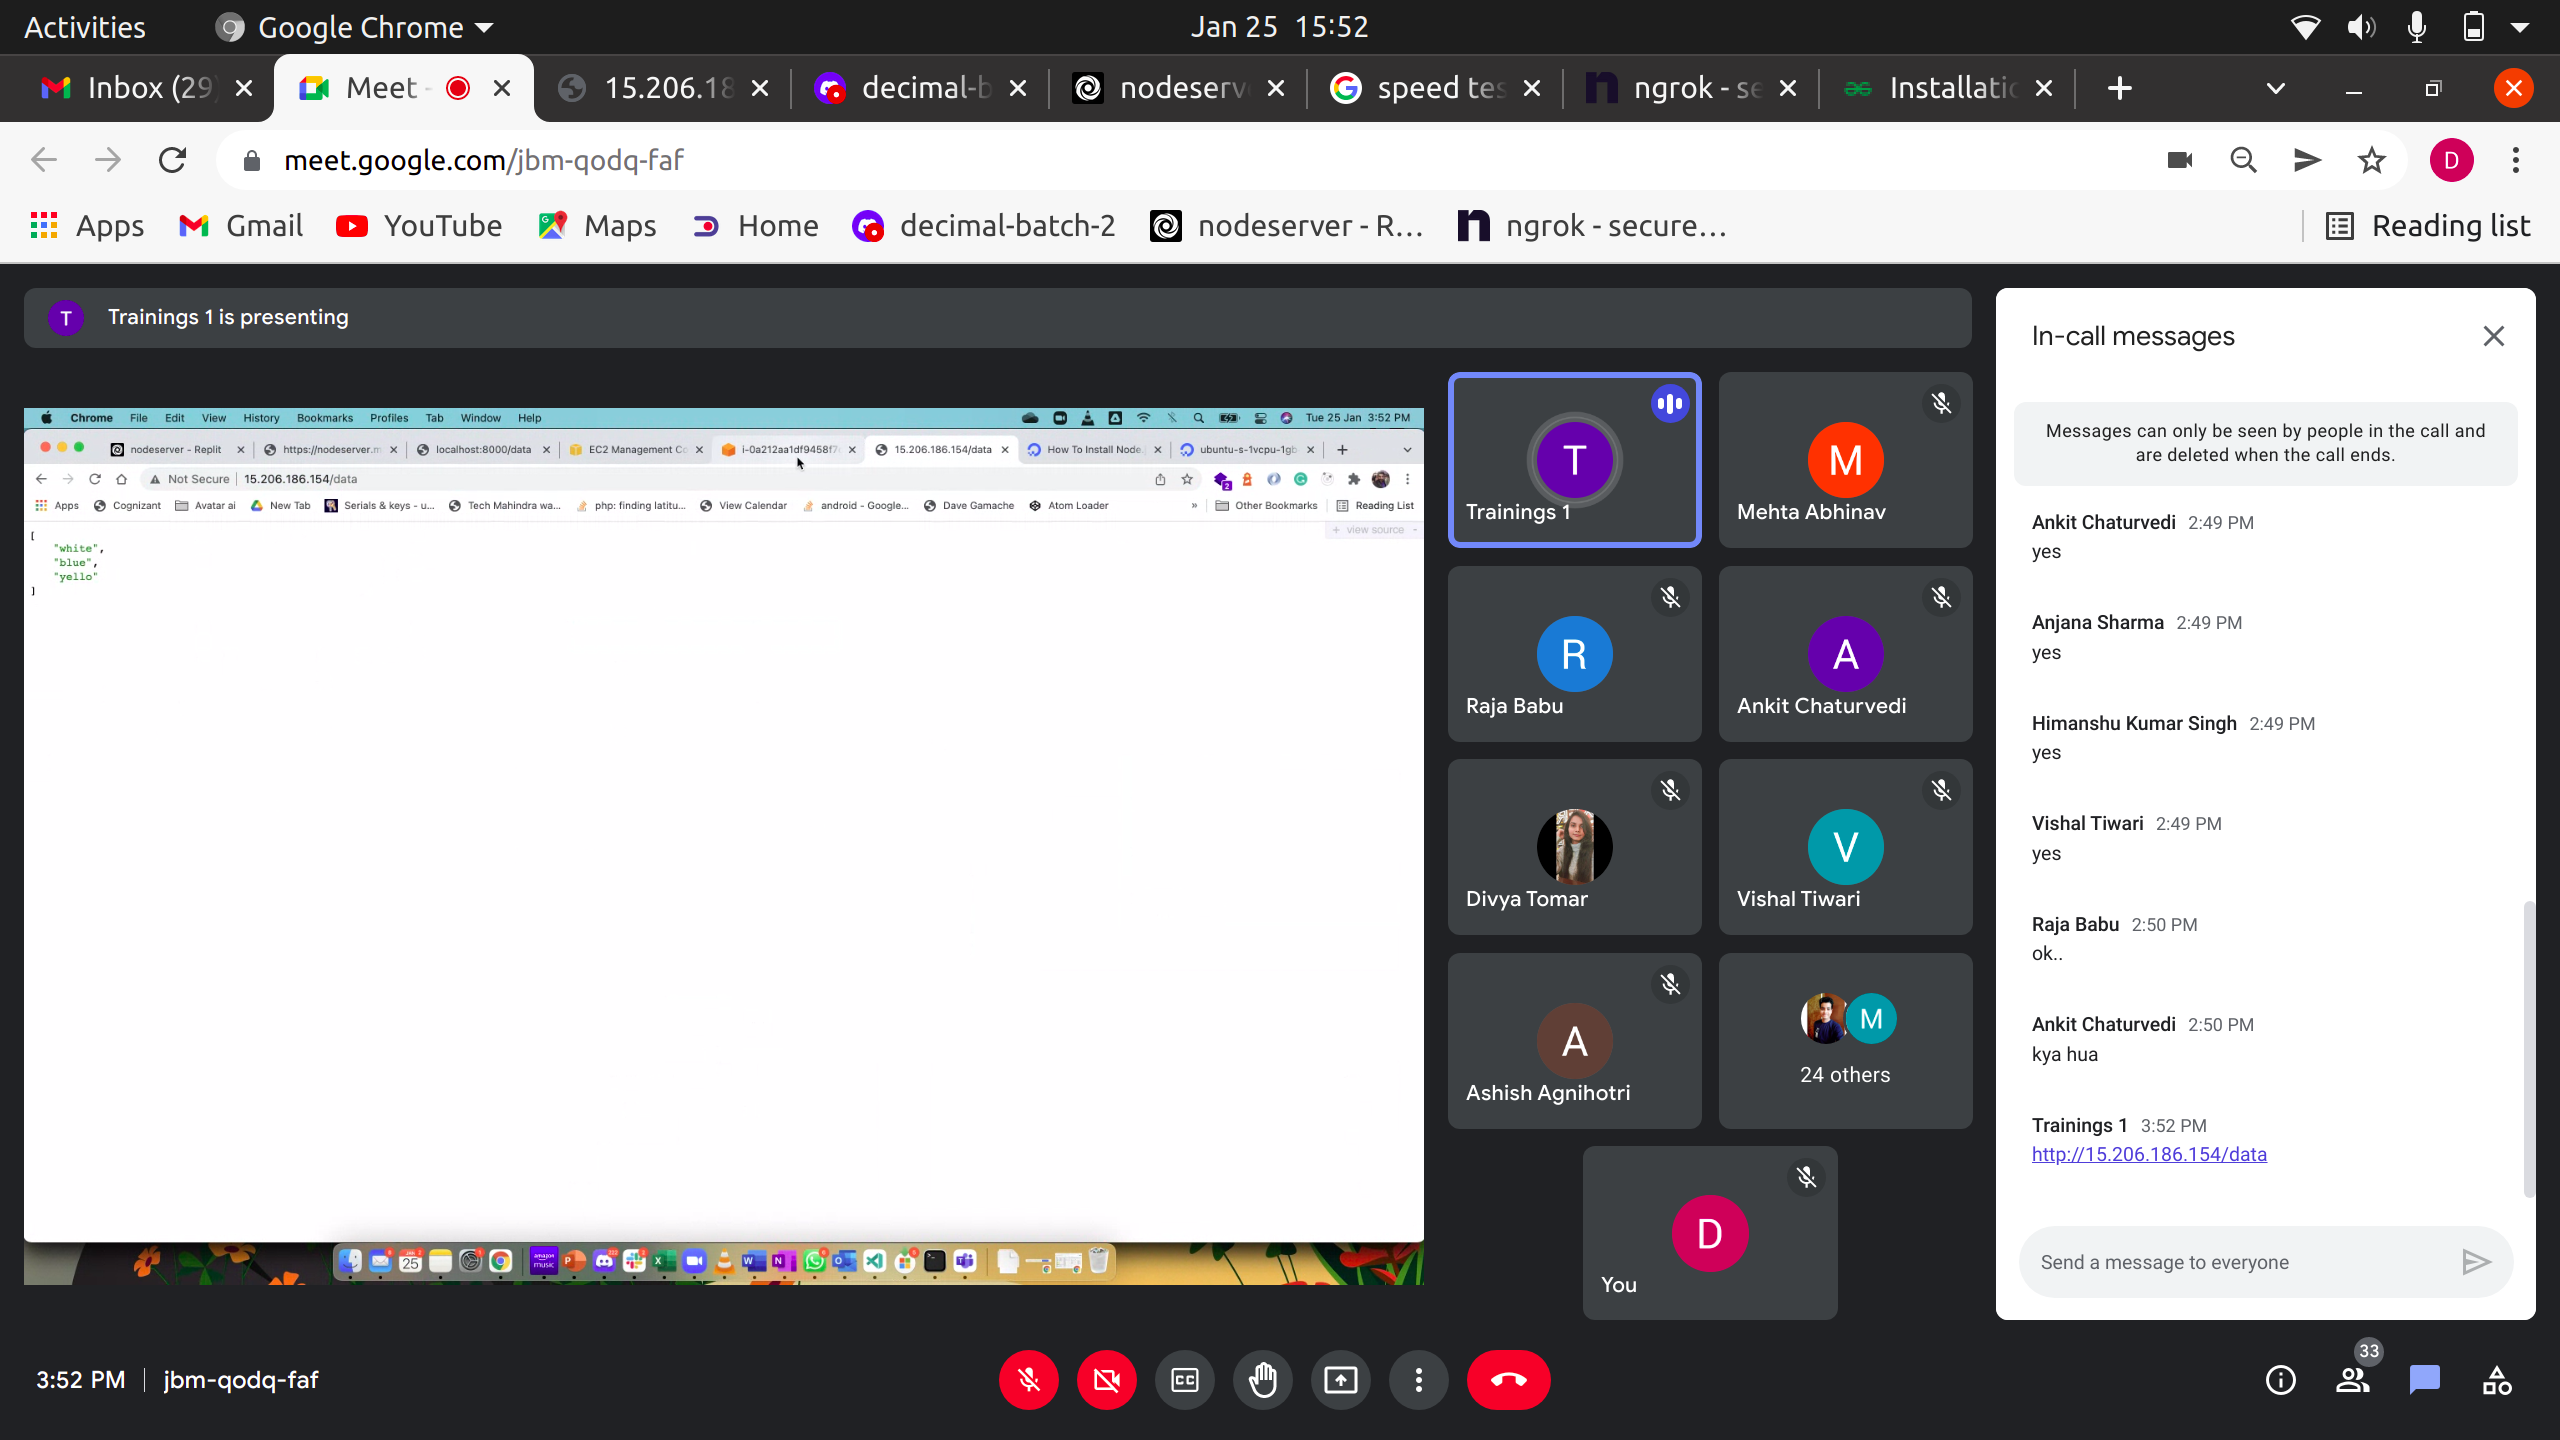 Activities
Google Chrome
Jan 25 15:52
Inbox (29)
Meet -
15.206.18
decimal-b
nodeserv
speed tes
ngrok - se
Installatio
meet.google.com/jbm-qodq-faf
D
Apps
Gmail
YouTube
Maps
Home
decimal-batch-2
nodeserver - R...
ngrok - secure...
Reading list
T
Trainings 1 is presenting
Chrome File Edit View History Bookmarks Profiles Tab Window Help
Tue 25 Jan 3:52 PM
nodeserver - Replit
https://nodeserver.m
localhost:8000/data
EC2 Management Co
i-0a212aa1df9458f7
15.206.186.154/data
How To Install Node.j
ubuntu-s-1vcpu-1gb
Not Secure
15.206.186.154/data
Apps
Cognizant
Avatar ai
New Tab
Serials & keys - u...
Tech Mahindra wa...
php: finding latitu...
View Calendar
android - Google...
Dave Gamache
Atom Loader
»
Other Bookmarks
Reading List
+ view source -
[
"white",
"blue",
"yello"
]
T
Trainings 1
M
Mehta Abhinav
R
Raja Babu
A
Ankit Chaturvedi
Divya Tomar
V
Vishal Tiwari
A
Ashish Agnihotri
M
24 others
D
You
In-call messages
Messages can only be seen by people in the call and
are deleted when the call ends.
Ankit Chaturvedi 2:49 PM
yes
Anjana Sharma 2:49 PM
yes
Himanshu Kumar Singh 2:49 PM
yes
Vishal Tiwari 2:49 PM
yes
Raja Babu 2:50 PM
ok..
Ankit Chaturvedi 2:50 PM
kya hua
Trainings 1 3:52 PM
http://15.206.186.154/data
Send a message to everyone
3:52 PM
jbm-qodq-faf
CC
33